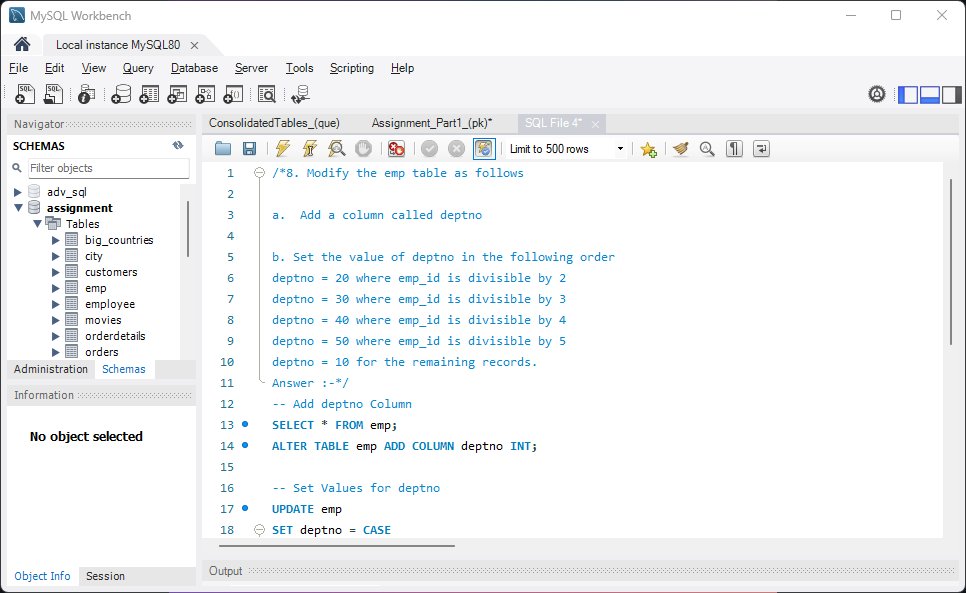 MySQL Workbench
Local instance MySQL80
File Edit View Query Database Server Tools Scripting Help
Navigator
SCHEMAS
Filter objects
adv_sql
assignment
Tables
big_countries
city
customers
emp
employee
movies
orderdetails
orders
Administration Schemas
Information
No object selected
Object Info Session
ConsolidatedTables_(que) Assignment_Part1_(pk)* SQL File 4*
Limit to 500 rows
1 /*8. Modify the emp table as follows
2
3 a.  Add a column called deptno
4
5 b. Set the value of deptno in the following order
6 deptno = 20 where emp_id is divisible by 2
7 deptno = 30 where emp_id is divisible by 3
8 deptno = 40 where emp_id is divisible by 4
9 deptno = 50 where emp_id is divisible by 5
10 deptno = 10 for the remaining records.
11 Answer :-*/
12 -- Add deptno Column
13 SELECT * FROM emp;
14 ALTER TABLE emp ADD COLUMN deptno INT;
15
16 -- Set Values for deptno
17 UPDATE emp
18 SET deptno = CASE
Output